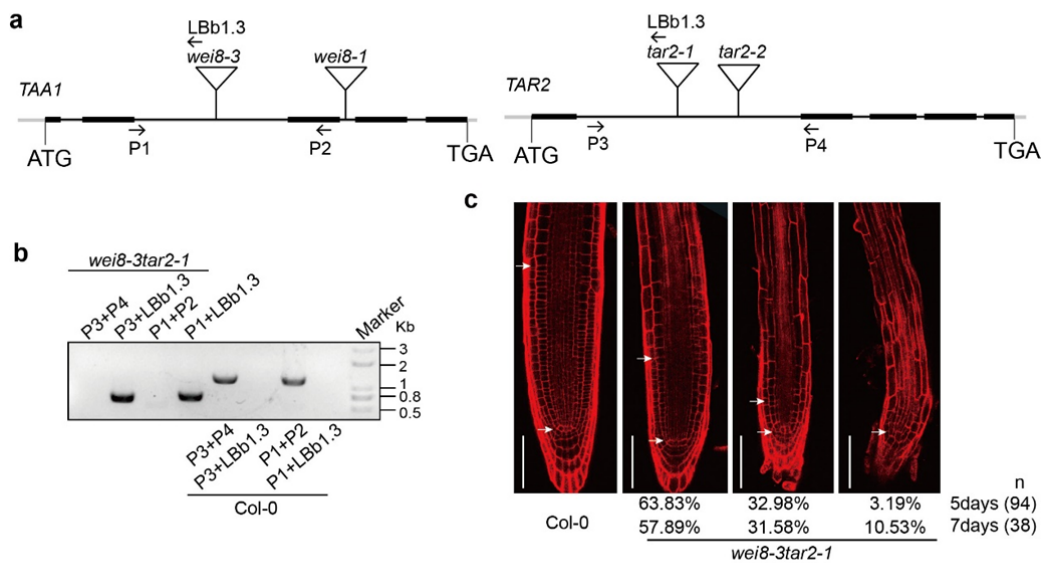 a
LBb1.3
wei8-3
wei8-1
TAA1
P1
P2
ATG
TGA
LBb1.3
tar2-1
tar2-2
TAR2
P3
P4
ATG
TGA
b
wei8-3tar2-1
P3+P4
P3+LBb1.3
P1+P2
P1+LBb1.3
Marker
Kb
3
2
1
0.8
0.5
P3+P4
P3+LBb1.3
P1+P2
P1+LBb1.3
Col-0
c
n
Col-0
63.83% 32.98% 3.19% 5days (94)
57.89% 31.58% 10.53% 7days (38)
wei8-3tar2-1